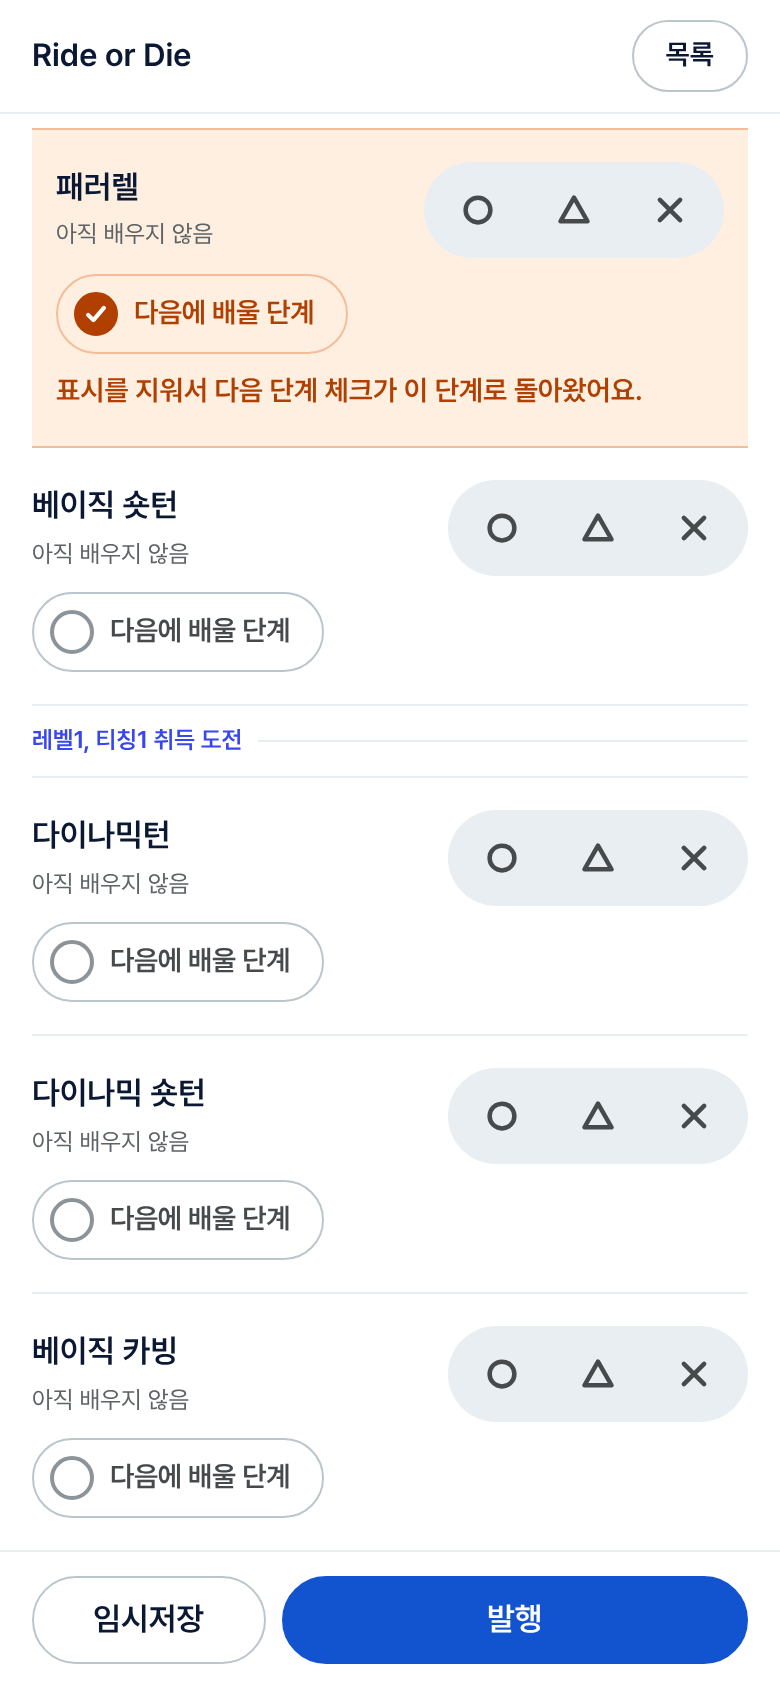 Ride or Die
목록
패러렐
아직 배우지 않음
다음에 배울 단계
표시를 지워서 다음 단계 체크가 이 단계로 돌아왔어요.
베이직 숏턴
아직 배우지 않음
다음에 배울 단계
레벨1, 티칭1 취득 도전
다이나믹턴
아직 배우지 않음
다음에 배울 단계
다이나믹 숏턴
아직 배우지 않음
다음에 배울 단계
베이직 카빙
아직 배우지 않음
다음에 배울 단계
임시저장
발행